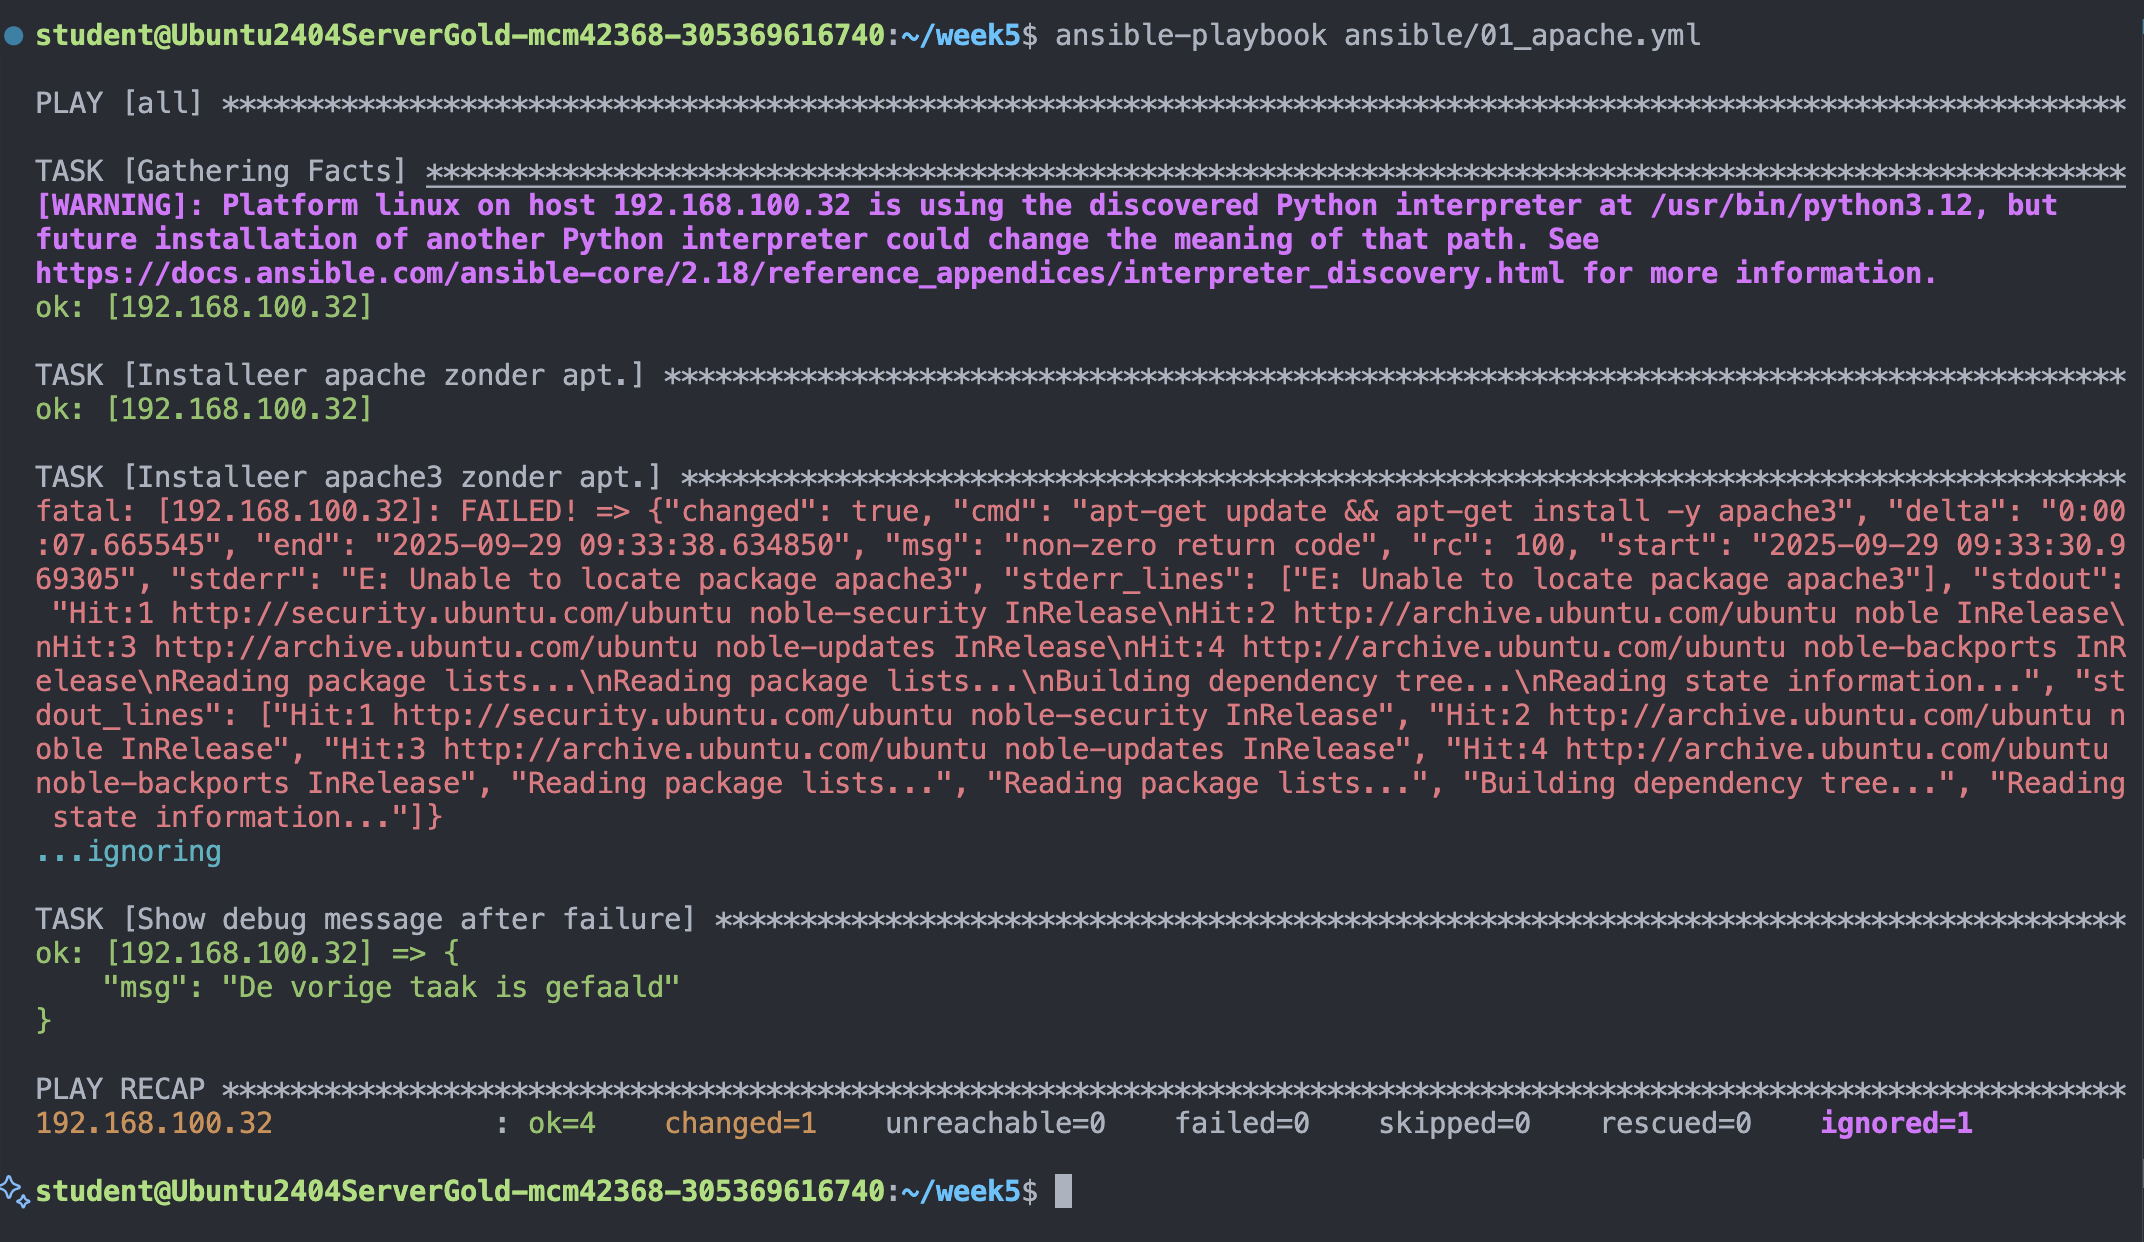 student@Ubuntu2404ServerGold-mcm42368-305369616740:~/week5$ ansible-playbook ansible/01_apache.yml
PLAY [all] ****************************************************************************************************************
TASK [Gathering Facts] ****************************************************************************************************
[WARNING]: Platform linux on host 192.168.100.32 is using the discovered Python interpreter at /usr/bin/python3.12, but
future installation of another Python interpreter could change the meaning of that path. See
https://docs.ansible.com/ansible-core/2.18/reference_appendices/interpreter_discovery.html for more information.
ok: [192.168.100.32]
TASK [Installeer apache zonder apt.] **************************************************************************************
ok: [192.168.100.32]
TASK [Installeer apache3 zonder apt.] *************************************************************************************
fatal: [192.168.100.32]: FAILED! => {"changed": true, "cmd": "apt-get update && apt-get install -y apache3", "delta": "0:00
:07.665545", "end": "2025-09-29 09:33:38.634850", "msg": "non-zero return code", "rc": 100, "start": "2025-09-29 09:33:30.9
69305", "stderr": "E: Unable to locate package apache3", "stderr_lines": ["E: Unable to locate package apache3"], "stdout":
"Hit:1 http://security.ubuntu.com/ubuntu noble-security InRelease\nHit:2 http://archive.ubuntu.com/ubuntu noble InRelease\
nHit:3 http://archive.ubuntu.com/ubuntu noble-updates InRelease\nHit:4 http://archive.ubuntu.com/ubuntu noble-backports InR
elease\nReading package lists...\nReading package lists...\nBuilding dependency tree...\nReading state information...", "st
dout_lines": ["Hit:1 http://security.ubuntu.com/ubuntu noble-security InRelease", "Hit:2 http://archive.ubuntu.com/ubuntu n
oble InRelease", "Hit:3 http://archive.ubuntu.com/ubuntu noble-updates InRelease", "Hit:4 http://archive.ubuntu.com/ubuntu
noble-backports InRelease", "Reading package lists...", "Reading package lists...", "Building dependency tree...", "Reading
state information..."]}
...ignoring
TASK [Show debug message after failure] ***********************************************************************************
ok: [192.168.100.32] => {
    "msg": "De vorige taak is gefaald"
}
PLAY RECAP ****************************************************************************************************************
192.168.100.32             : ok=4    changed=1    unreachable=0    failed=0    skipped=0    rescued=0    ignored=1
student@Ubuntu2404ServerGold-mcm42368-305369616740:~/week5$